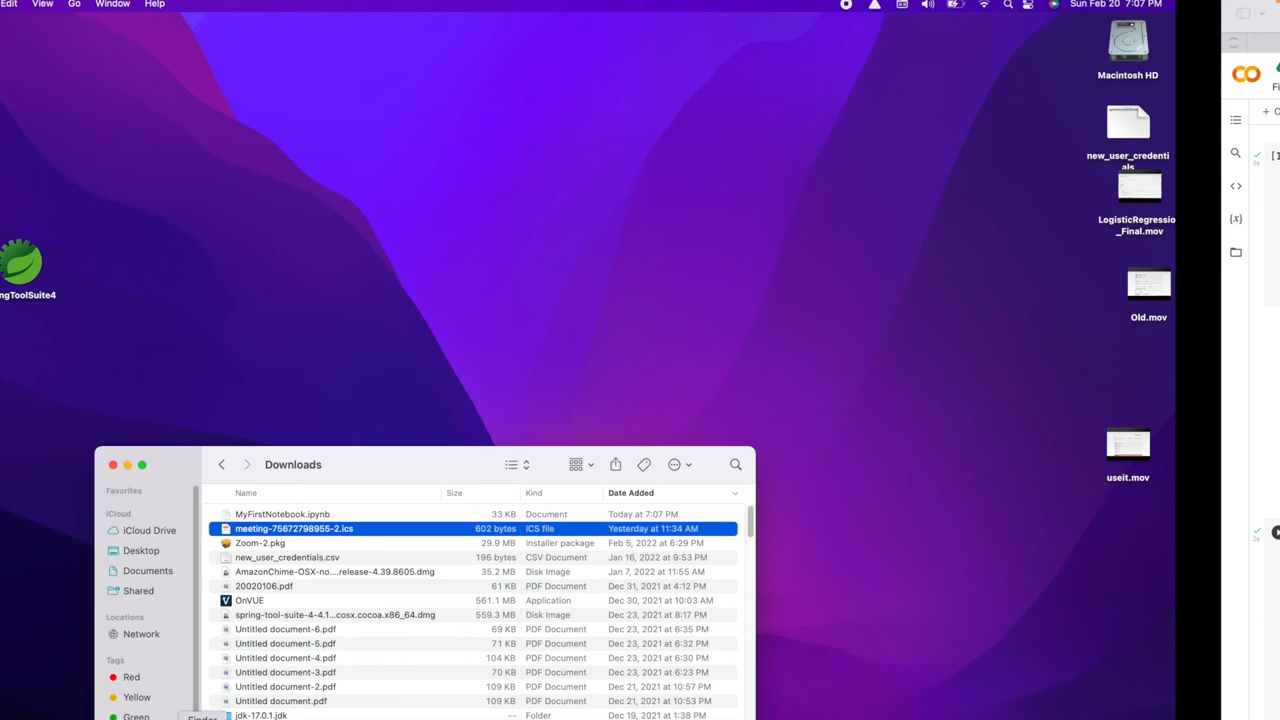 Edit View Go Window Help Sun Feb 20 7:07 PM
Macintosh HD
new_user_credenti
als
LogisticRegressio
_Final.mov
ngToolSuite4
Old.mov
useit.mov
Downloads
Favorites
iCloud
iCloud Drive
Desktop
Documents
Shared
Locations
Network
Tags
Red
Yellow
Green
Name Size Kind Date Added
MyFirstNotebook.ipynb 33 KB Document Today at 7:07 PM
meeting-75672798955-2.ics 602 bytes ICS file Yesterday at 11:34 AM
Zoom-2.pkg 29.9 MB Installer package Feb 5, 2022 at 6:29 PM
new_user_credentials.csv 196 bytes CSV Document Jan 16, 2022 at 9:53 PM
AmazonChime-OSX-no....release-4.39.8605.dmg 35.2 MB Disk Image Jan 7, 2022 at 11:55 AM
20020106.pdf 61 KB PDF Document Dec 31, 2021 at 4:12 PM
OnVUE 561.1 MB Application Dec 30, 2021 at 10:03 AM
spring-tool-suite-4-4.1...cosx.cocoa.x86_64.dmg 559.3 MB Disk Image Dec 23, 2021 at 8:17 PM
Untitled document-6.pdf 69 KB PDF Document Dec 23, 2021 at 6:35 PM
Untitled document-5.pdf 71 KB PDF Document Dec 23, 2021 at 6:32 PM
Untitled document-4.pdf 104 KB PDF Document Dec 23, 2021 at 6:30 PM
Untitled document-3.pdf 70 KB PDF Document Dec 23, 2021 at 6:23 PM
Untitled document-2.pdf 109 KB PDF Document Dec 21, 2021 at 10:57 PM
Untitled document.pdf 109 KB PDF Document Dec 21, 2021 at 10:53 PM
jdk-17.0.1.jdk -- Folder Dec 19, 2021 at 1:38 PM
Finder
Fi
+ C
[1
{x}
0s
2s